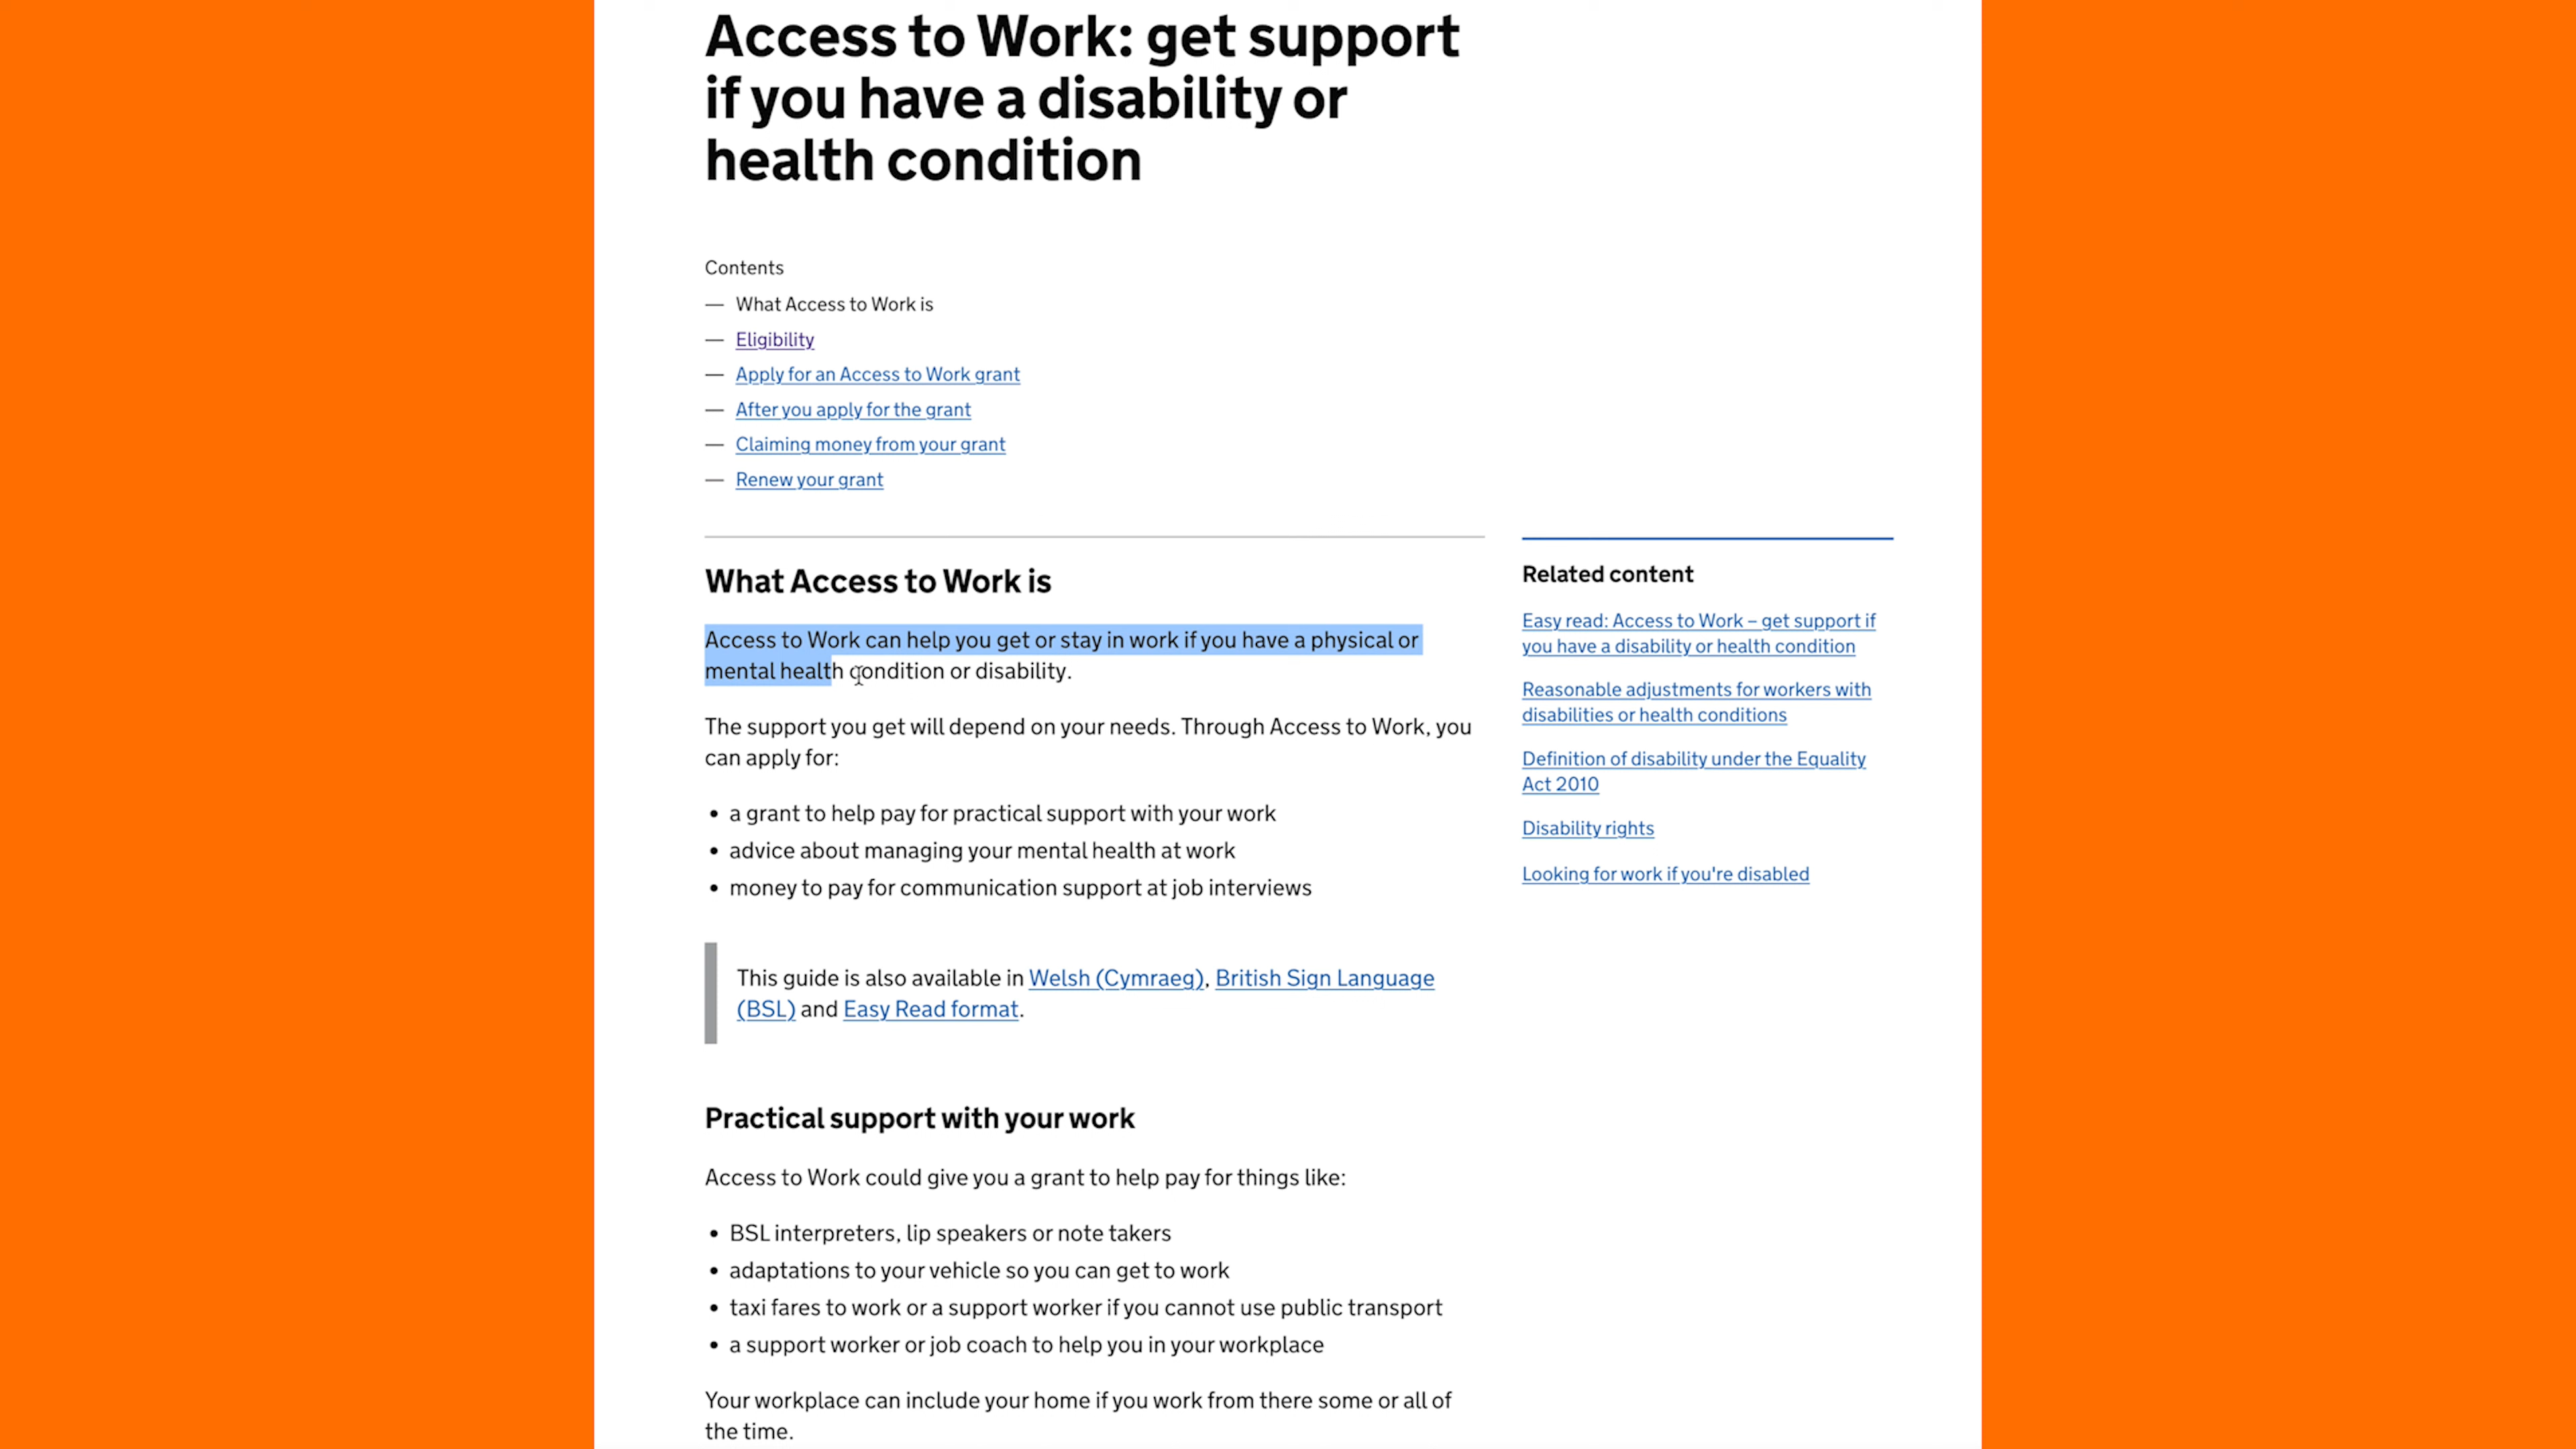 Access to Work: get support
if you have a disability or
health condition
Contents
— What Access to Work is
— Eligibility
— Apply for an Access to Work grant
— After you apply for the grant
— Claiming money from your grant
— Renew your grant
What Access to Work is
Access to Work can help you get or stay in work if you have a physical or
mental health condition or disability.
The support you get will depend on your needs. Through Access to Work, you
can apply for:
• a grant to help pay for practical support with your work
• advice about managing your mental health at work
• money to pay for communication support at job interviews
This guide is also available in Welsh (Cymraeg), British Sign Language
(BSL) and Easy Read format.
Practical support with your work
Access to Work could give you a grant to help pay for things like:
• BSL interpreters, lip speakers or note takers
• adaptations to your vehicle so you can get to work
• taxi fares to work or a support worker if you cannot use public transport
• a support worker or job coach to help you in your workplace
Your workplace can include your home if you work from there some or all of
the time.
Related content
Easy read: Access to Work – get support if
you have a disability or health condition
Reasonable adjustments for workers with
disabilities or health conditions
Definition of disability under the Equality
Act 2010
Disability rights
Looking for work if you're disabled